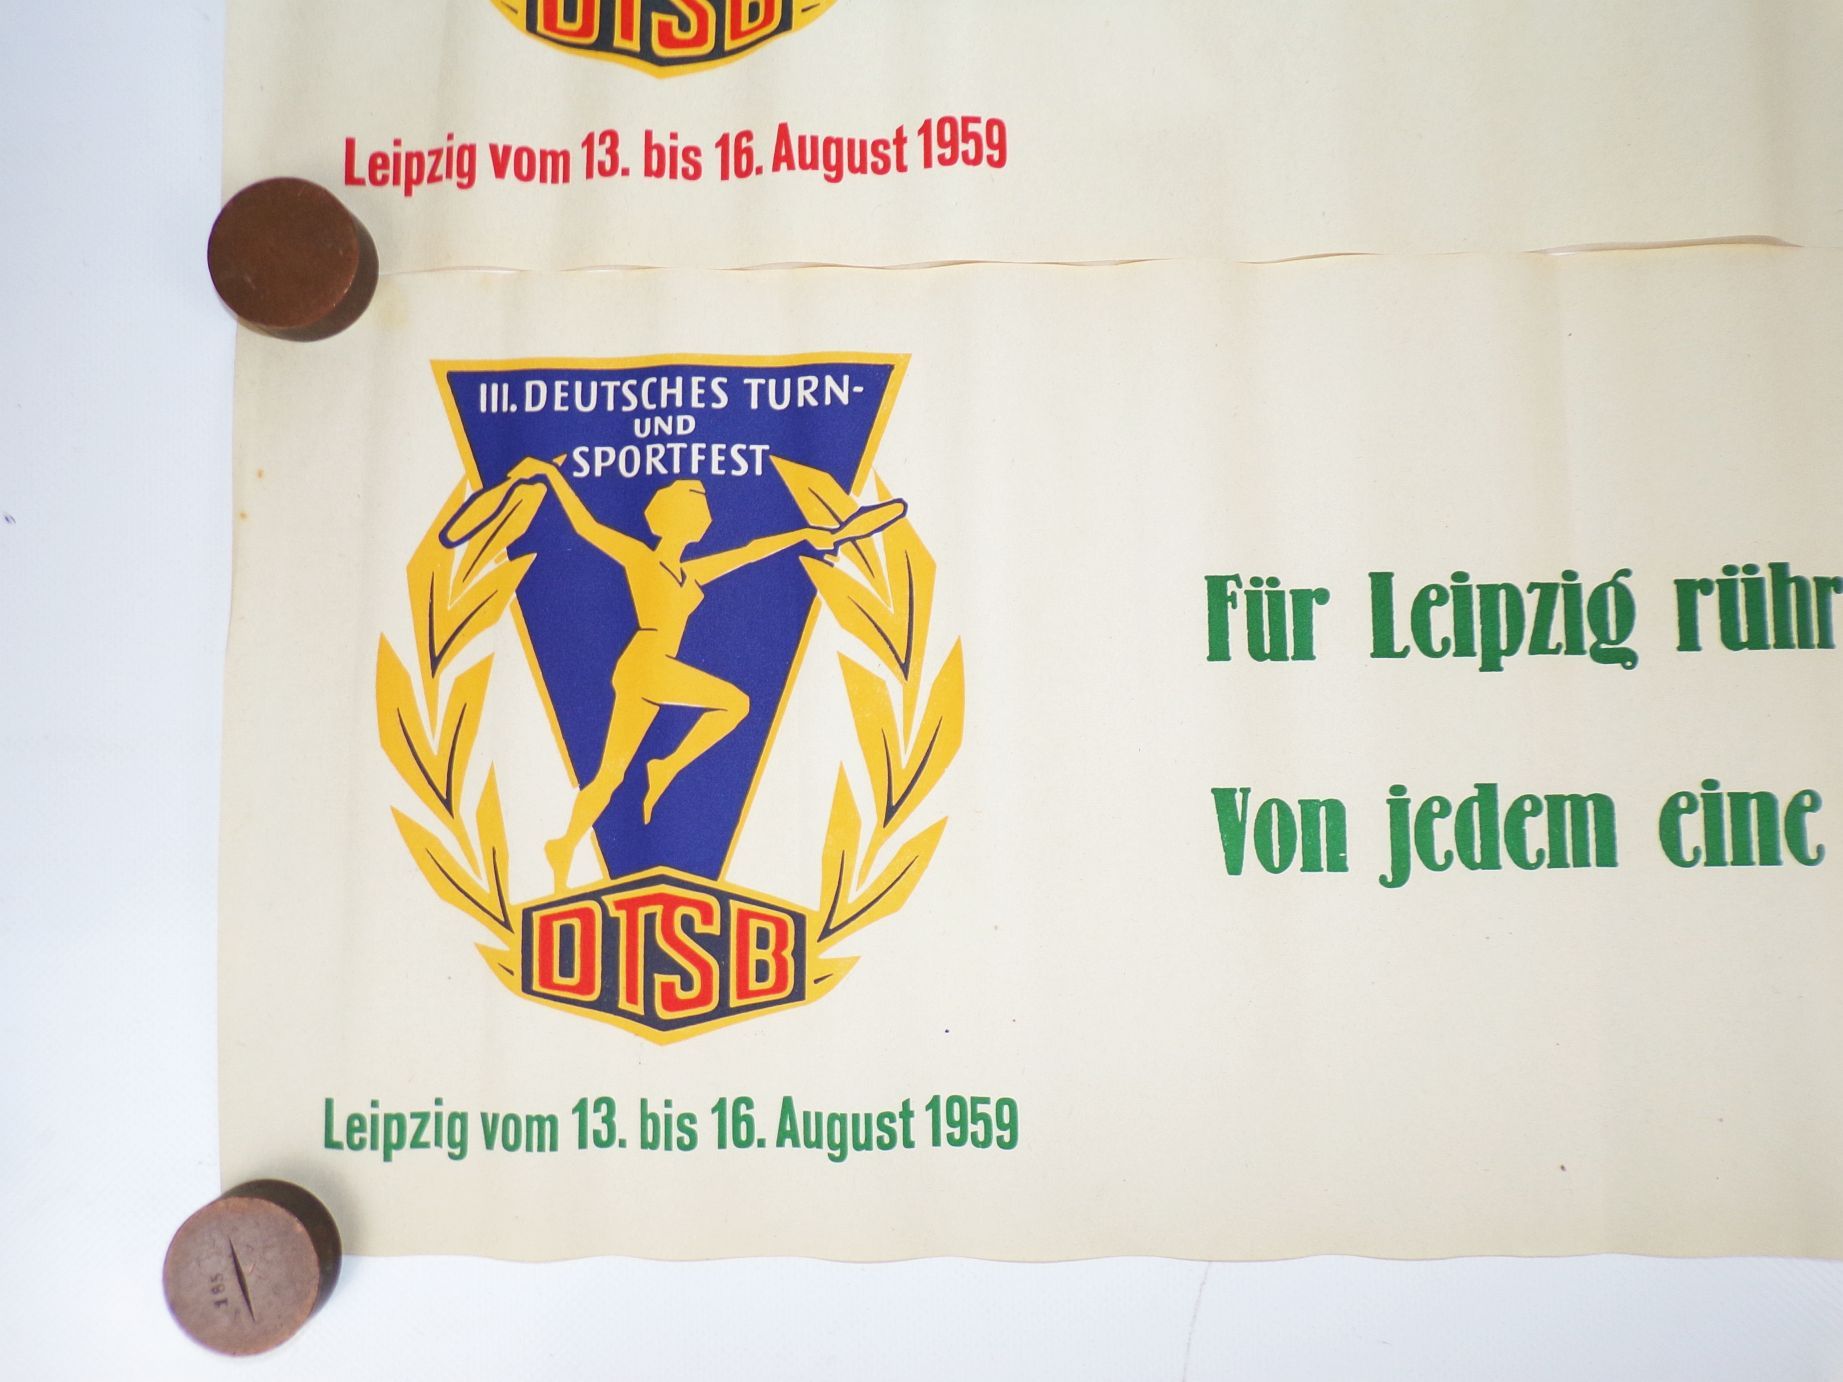 DTSB
Leipzig vom 13. bis 16. August 1959
III. DEUTSCHES TURN-
UND
SPORTFEST
DTSB
Leipzig vom 13. bis 16. August 1959
Für Leipzig rühr
Von jedem eine